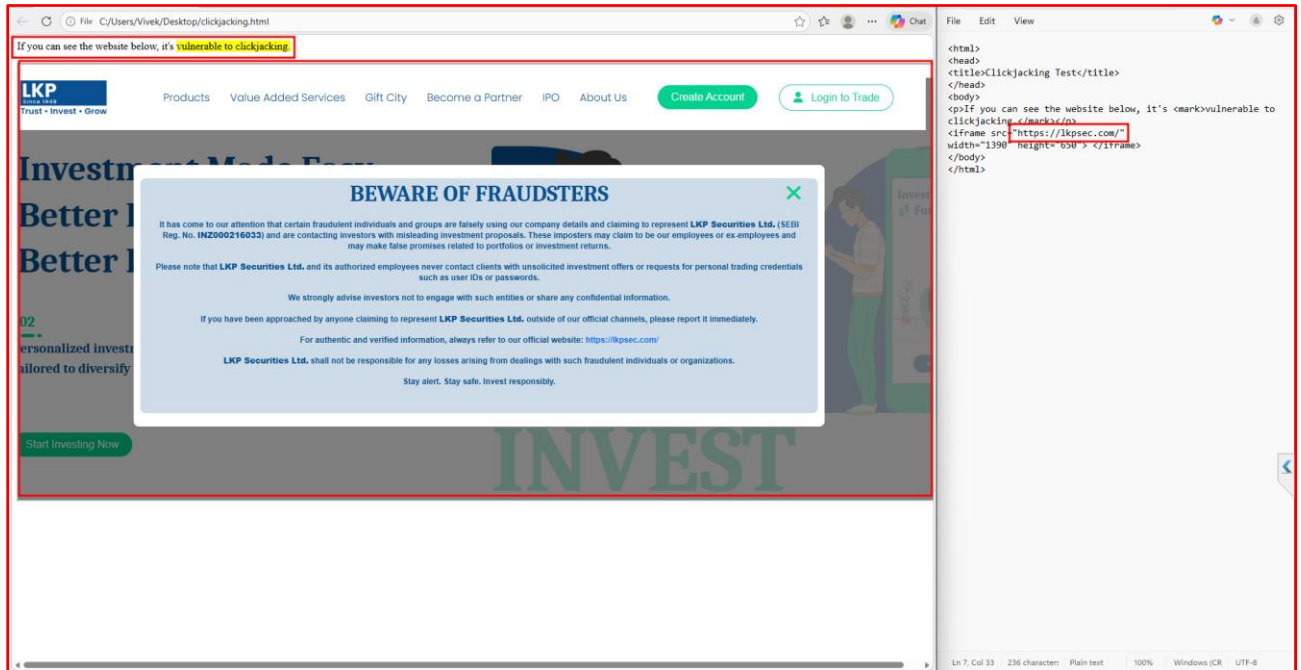 File C:/Users/Vivek/Desktop/clickjacking.html
Chat
If you can see the website below, it's vulnerable to clickjacking.
LKP
Since 1948
Trust • Invest • Grow
Products Value Added Services Gift City Become a Partner IPO About Us Create Account Login to Trade
Investm
Better I
Better I
BEWARE OF FRAUDSTERS
It has come to our attention that certain fraudulent individuals and groups are falsely using our company details and claiming to represent LKP Securities Ltd. (SEBI
Reg. No. INZ000216033) and are contacting investors with misleading investment proposals. These imposters may claim to be our employees or ex-employees and
may make false promises related to portfolios or investment returns.
Please note that LKP Securities Ltd. and its authorized employees never contact clients with unsolicited investment offers or requests for personal trading credentials
such as user IDs or passwords.
We strongly advise investors not to engage with such entities or share any confidential information.
If you have been approached by anyone claiming to represent LKP Securities Ltd. outside of our official channels, please report it immediately.
For authentic and verified information, always refer to our official website: https://lkpsec.com/
LKP Securities Ltd. shall not be responsible for any losses arising from dealings with such fraudulent individuals or organizations.
Stay alert. Stay safe. Invest responsibly.
02
ersonalized invest
ailored to diversify
Start Investing Now
INVEST
File Edit View
<html>
<head>
<title>Clickjacking Test</title>
</head>
<body>
<p>If you can see the website below, it's <mark>vulnerable to
clickjacking.</mark></p>
<iframe src="https://lkpsec.com/"
width="1390" height="650"> </iframe>
</body>
</html>
Ln 7, Col 33 236 characters Plain text 100% Windows (CR UTF-8